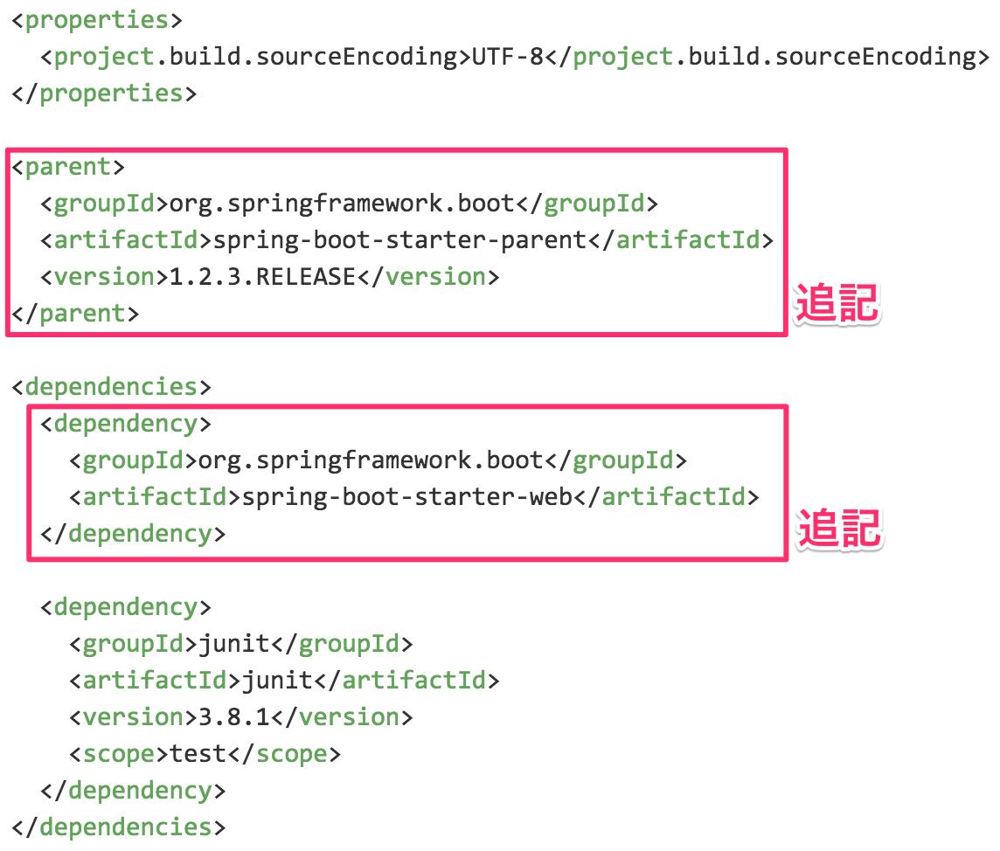 <properties>
  <project.build.sourceEncoding>UTF-8</project.build.sourceEncoding>
</properties>
<parent>
  <groupId>org.springframework.boot</groupId>
  <artifactId>spring-boot-starter-parent</artifactId>
  <version>1.2.3.RELEASE</version>
</parent>
追記
<dependencies>
  <dependency>
    <groupId>org.springframework.boot</groupId>
    <artifactId>spring-boot-starter-web</artifactId>
  </dependency>
追記
  <dependency>
    <groupId>junit</groupId>
    <artifactId>junit</artifactId>
    <version>3.8.1</version>
    <scope>test</scope>
  </dependency>
</dependencies>